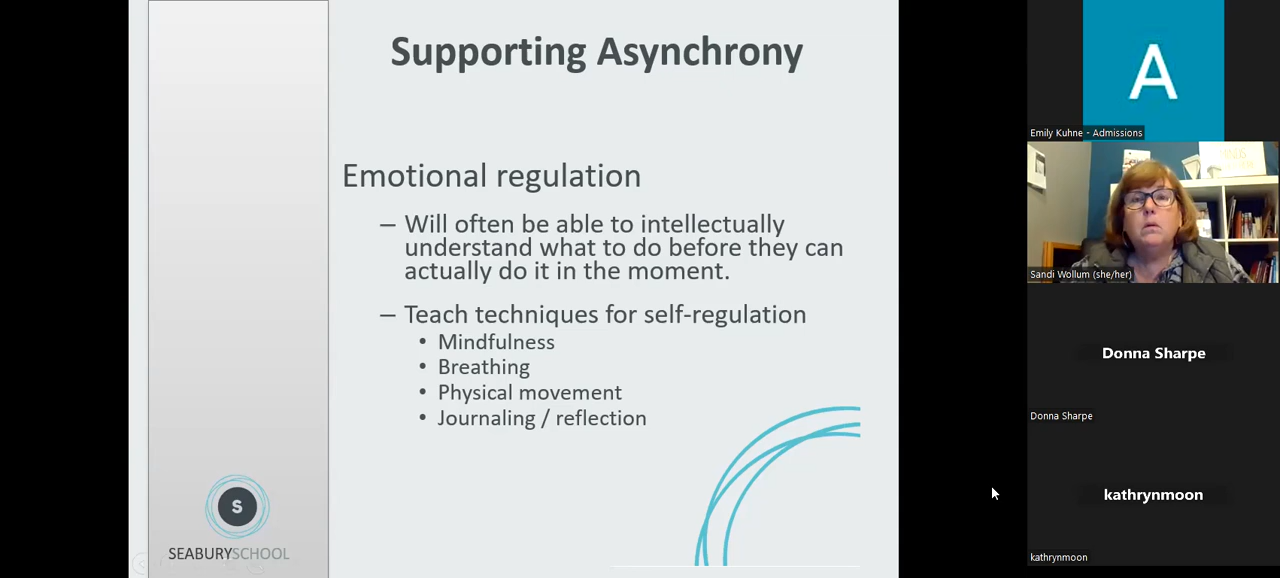 Supporting Asynchrony
Emotional regulation
– Will often be able to intellectually
understand what to do before they can
actually do it in the moment.
– Teach techniques for self-regulation
• Mindfulness
• Breathing
• Physical movement
• Journaling / reflection
S
SEABURYSCHOOL
A
Emily Kuhne - Admissions
Sandi Wollum (she/her)
Donna Sharpe
Donna Sharpe
kathrynmoon
kathrynmoon